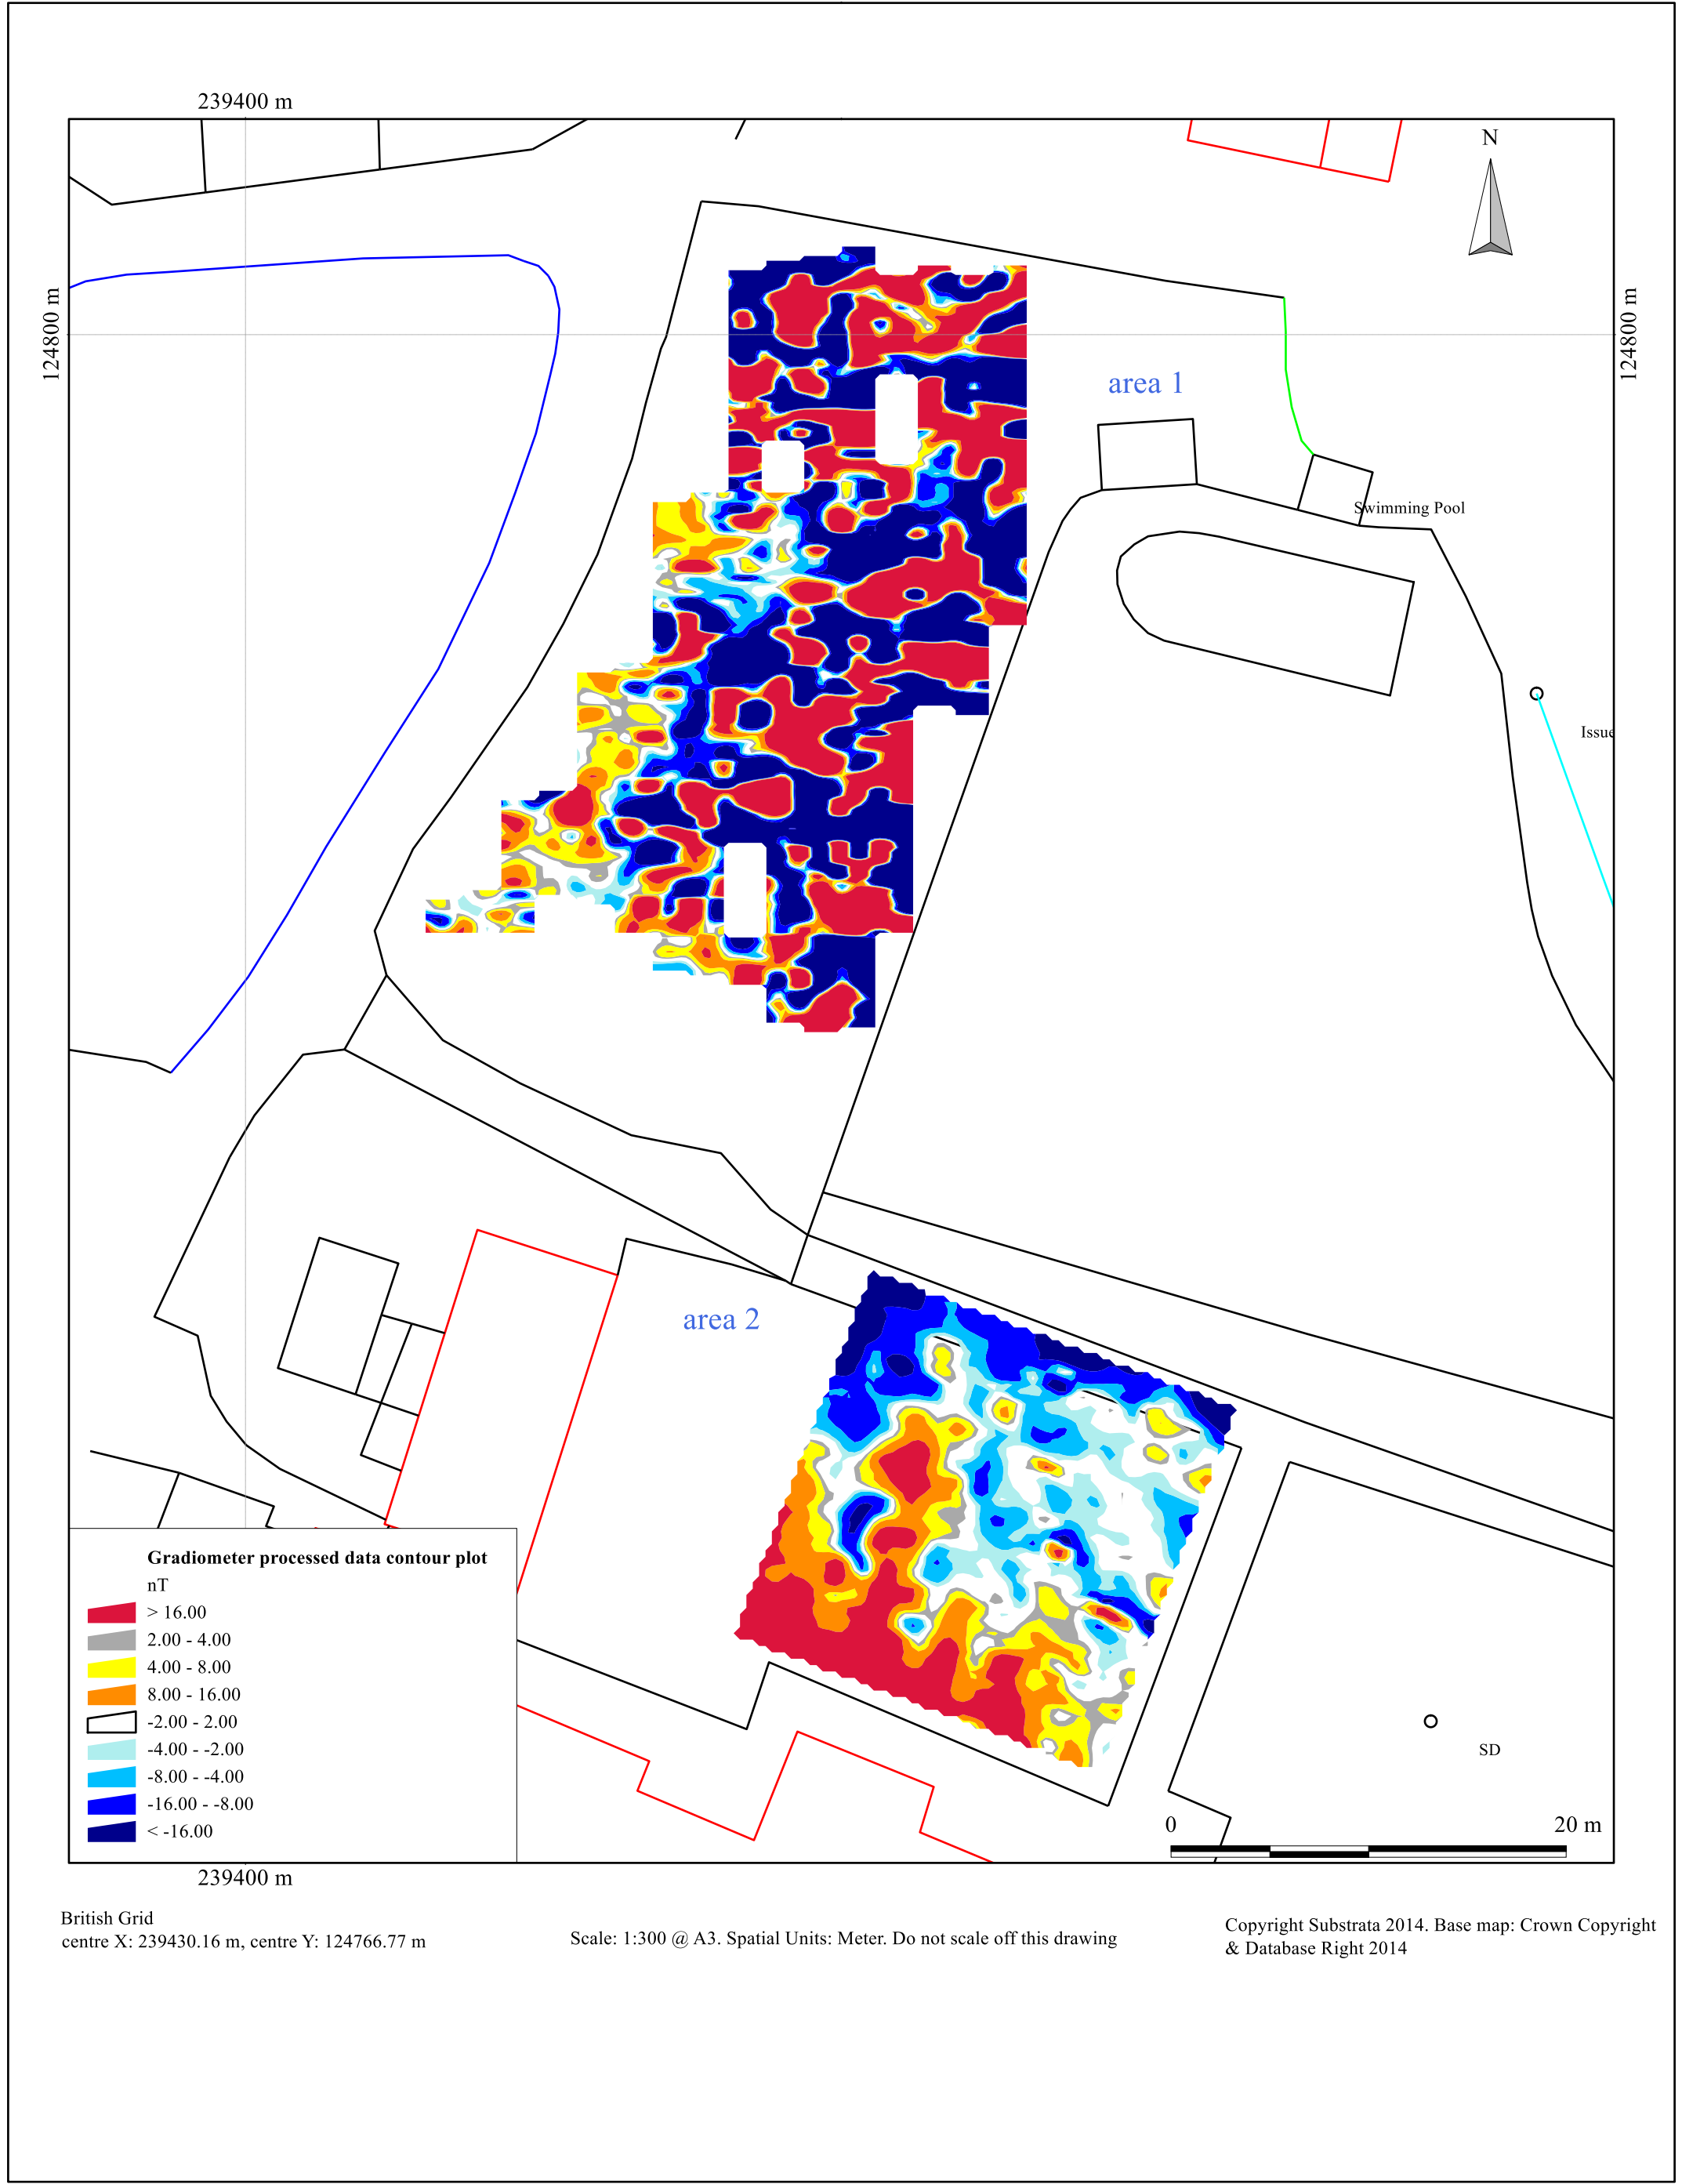 239400 m
N
124800 m
124800 m
area 1
Swimming Pool
Issue
area 2
Gradiometer processed data contour plot
nT
> 16.00
2.00 - 4.00
4.00 - 8.00
8.00 - 16.00
-2.00 - 2.00
-4.00 - -2.00
-8.00 - -4.00
-16.00 - -8.00
< -16.00
SD
0 20 m
239400 m
British Grid
centre X: 239430.16 m, centre Y: 124766.77 m
Scale: 1:300 @ A3. Spatial Units: Meter. Do not scale off this drawing
Copyright Substrata 2014. Base map: Crown Copyright
& Database Right 2014